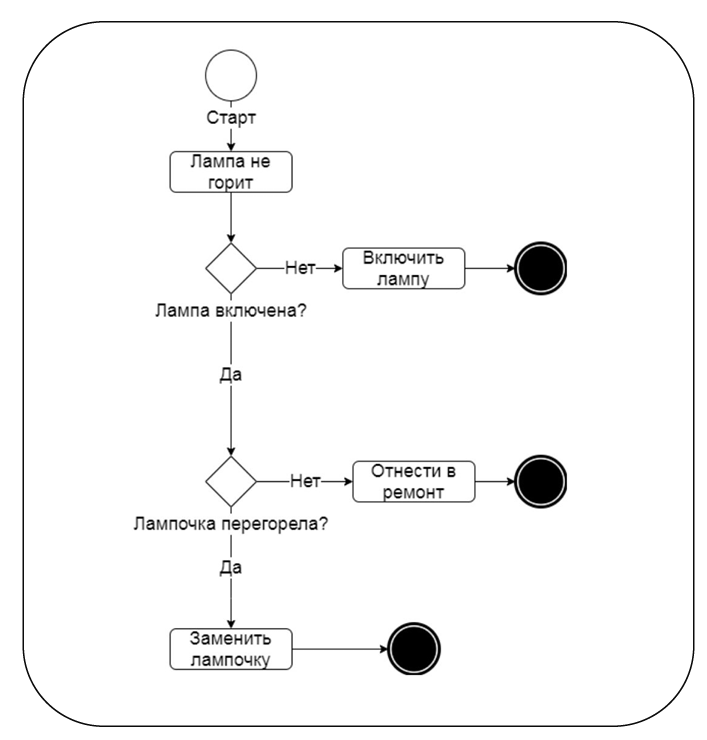 Старт
Лампа не
горит
Нет
Включить
лампу
Лампа включена?
Да
Нет
Отнести в
ремонт
Лампочка перегорела?
Да
Заменить
лампочку